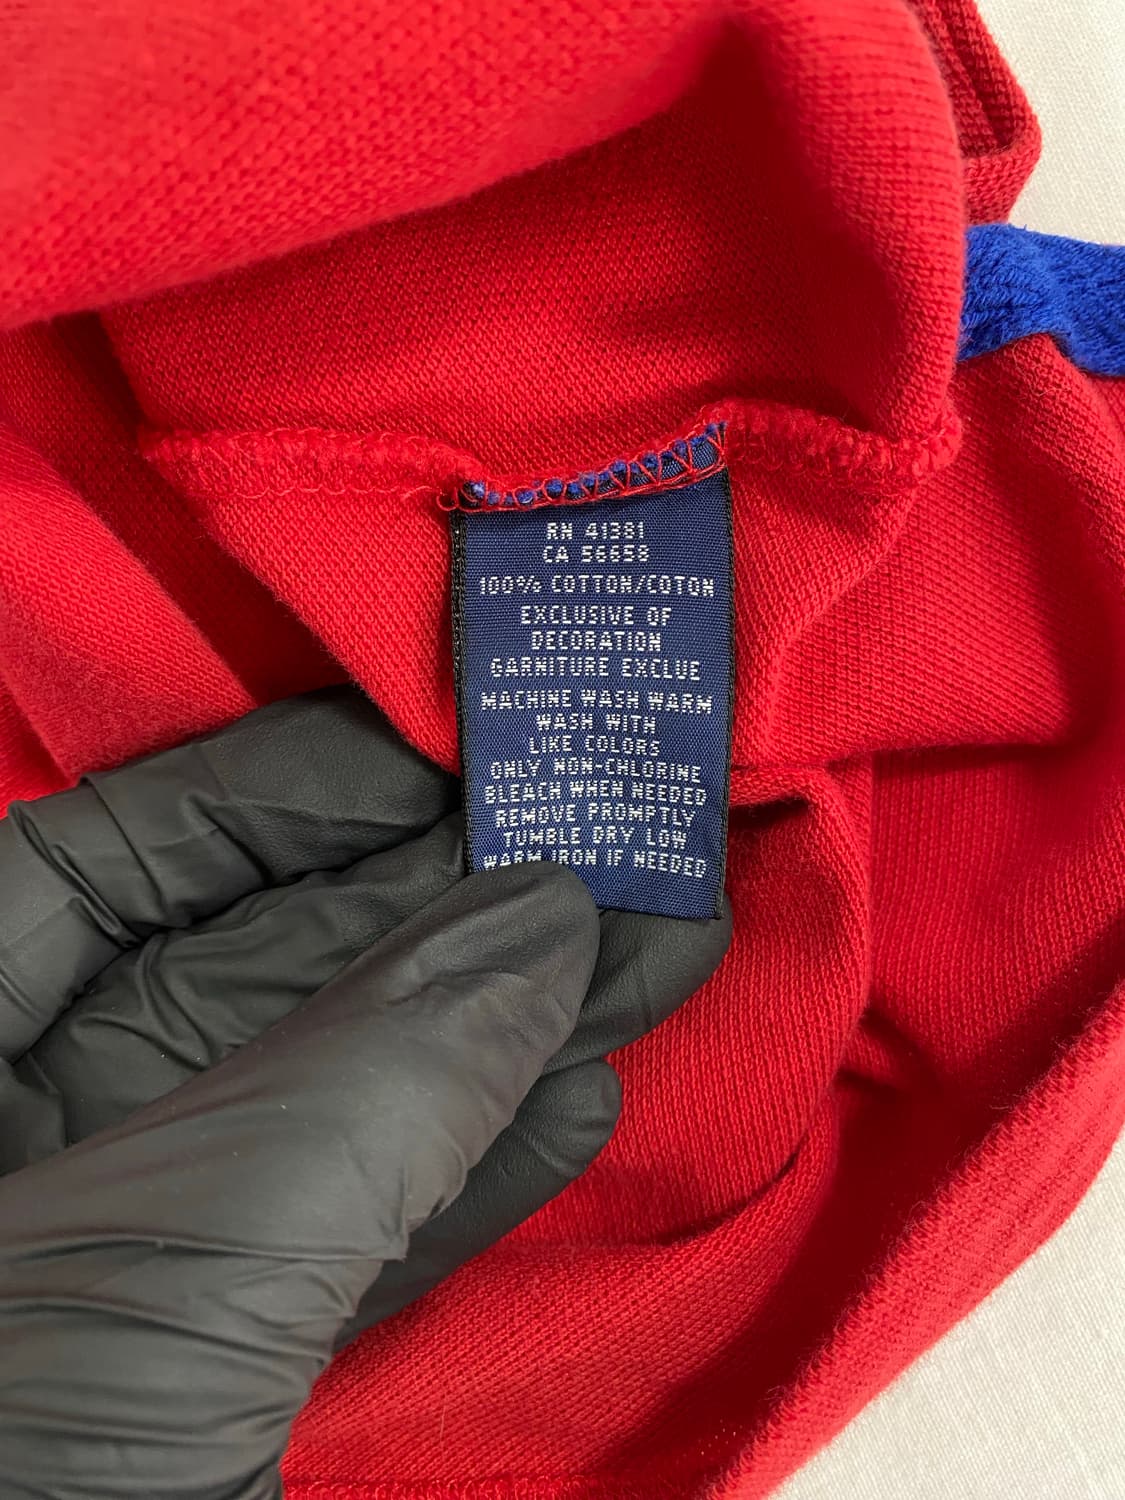 RN 41381
CA 56658
100% COTTON/COTON
EXCLUSIVE OF
DECORATION
GARNITURE EXCLUE
MACHINE WASH WARM
WASH WITH
LIKE COLORS
ONLY NON-CHLORINE
BLEACH WHEN NEEDED
REMOVE PROMPTLY
TUMBLE DRY LOW
WARM IRON IF NEEDED